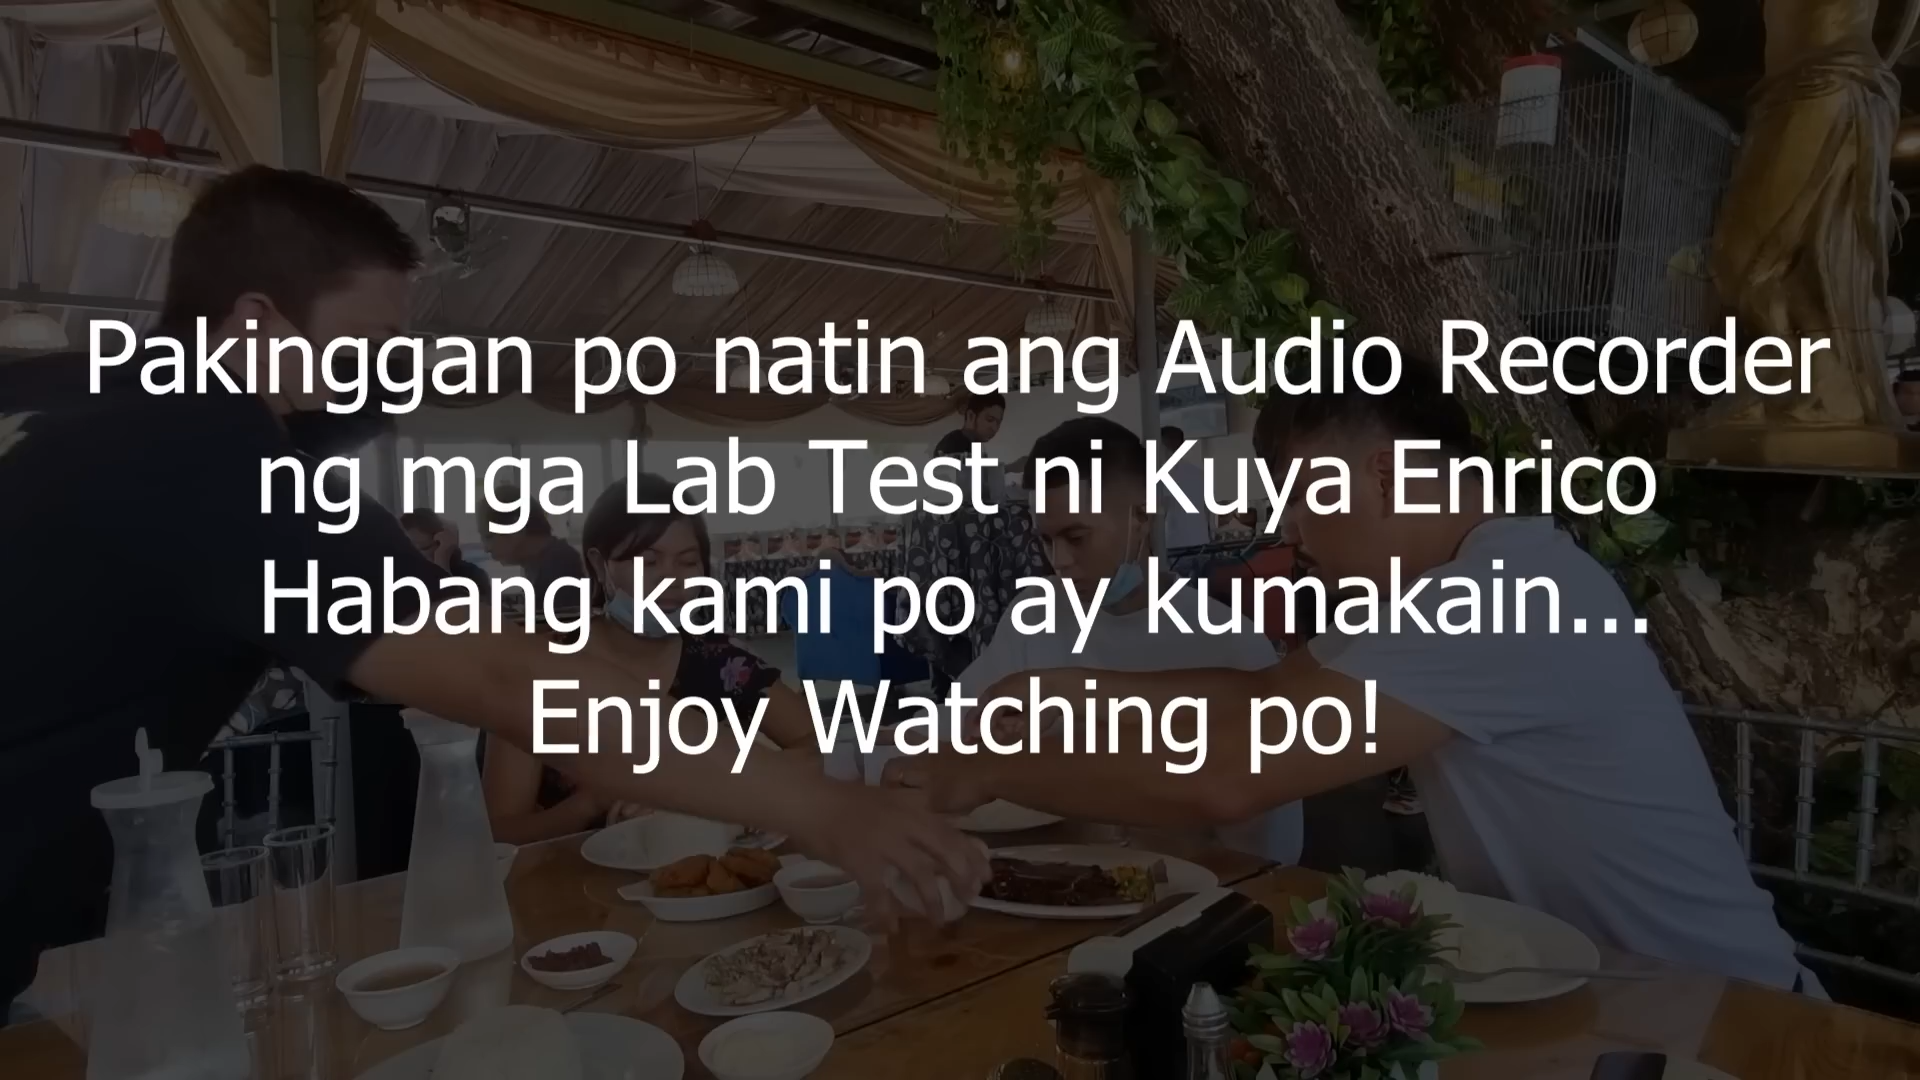 Pakinggan po natin ang Audio Recorder
ng mga Lab Test ni Kuya Enrico
Habang kami po ay kumakain...
Enjoy Watching po!